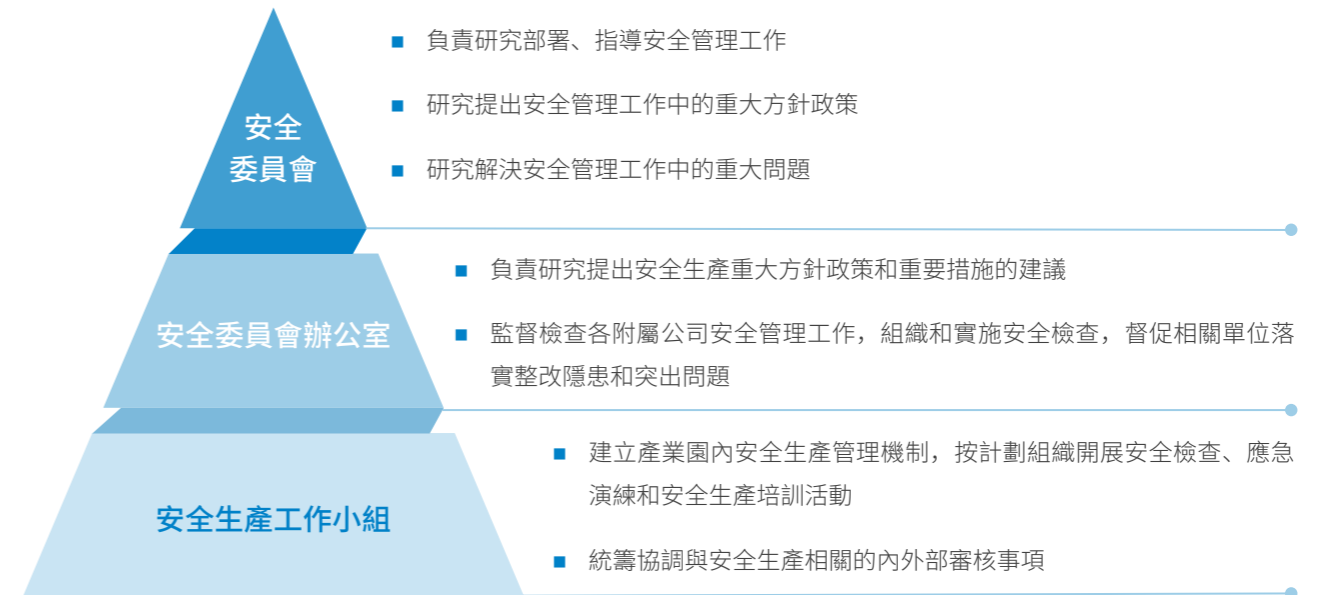 安全
委員會
負責研究部署、指導安全管理工作
研究提出安全管理工作中的重大方針政策
研究解決安全管理工作中的重大問題
安全委員會辦公室
負責研究提出安全生產重大方針政策和重要措施的建議
監督檢查各附屬公司安全管理工作，組織和實施安全檢查，督促相關單位落
實整改隱患和突出問題
安全生產工作小組
建立產業園內安全生產管理機制，按計劃組織開展安全檢查、應急
演練和安全生產培訓活動
統籌協調與安全生產相關的內外部審核事項